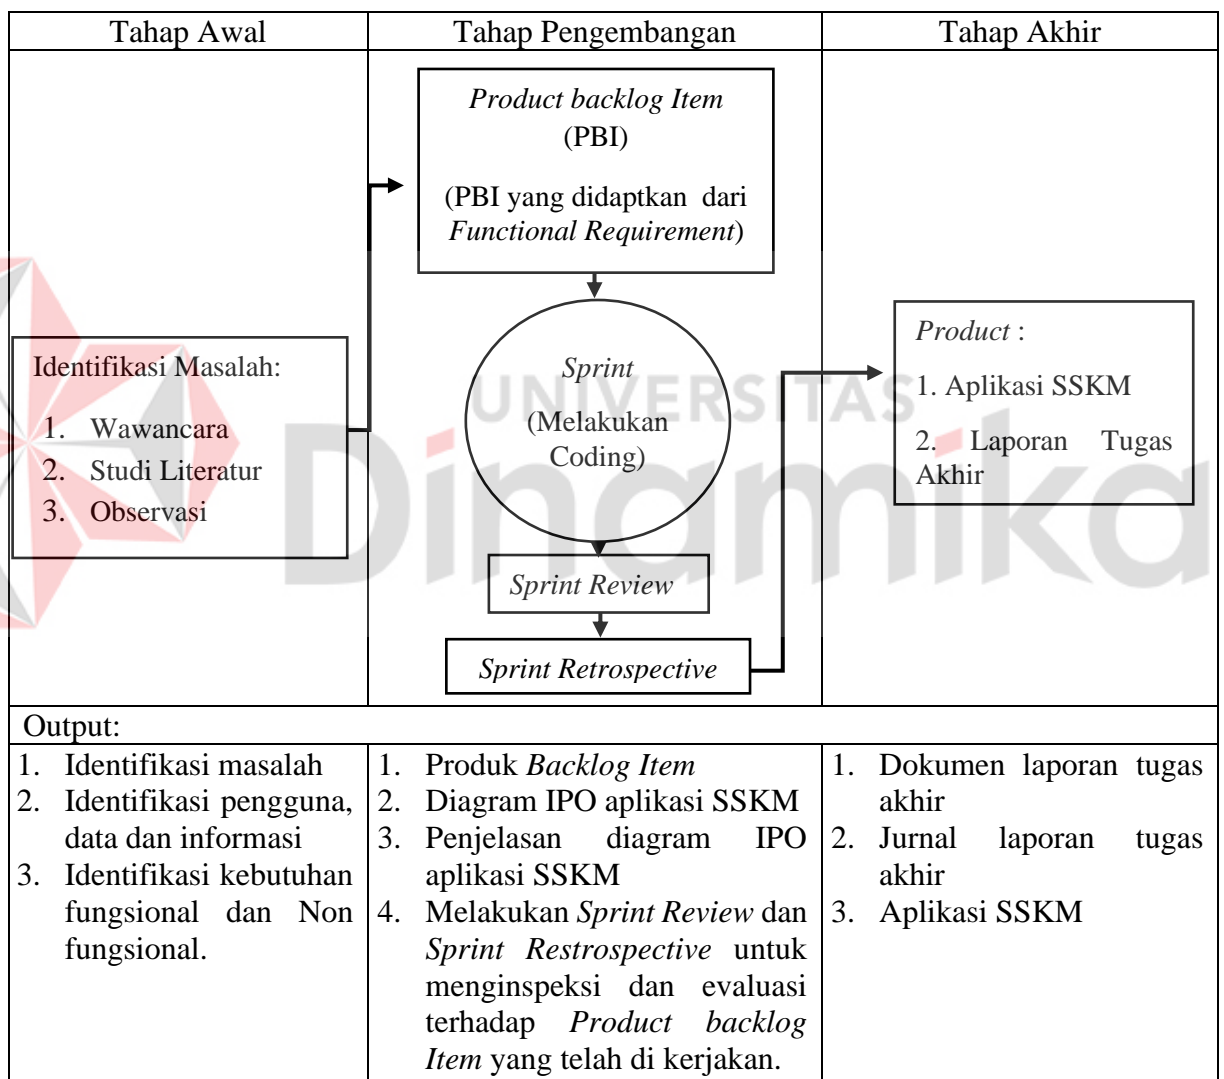 Tahap Awal
Tahap Pengembangan
Tahap Akhir
Product backlog Item
(PBI)
(PBI yang didaptkan dari
Functional Requirement)
Identifikasi Masalah:
1. Wawancara
2. Studi Literatur
3. Observasi
Sprint
(Melakukan
Coding)
Sprint Review
Sprint Retrospective
Product :
1. Aplikasi SSKM
2. Laporan Tugas
Akhir
UNIVERSITAS
Dinamika
Output:
1. Identifikasi masalah
2. Identifikasi pengguna,
data dan informasi
3. Identifikasi kebutuhan
fungsional dan Non
fungsional.
1. Produk Backlog Item
2. Diagram IPO aplikasi SSKM
3. Penjelasan diagram IPO
aplikasi SSKM
4. Melakukan Sprint Review dan
Sprint Restrospective untuk
menginspeksi dan evaluasi
terhadap Product backlog
Item yang telah di kerjakan.
1. Dokumen laporan tugas
akhir
2. Jurnal laporan tugas
akhir
3. Aplikasi SSKM